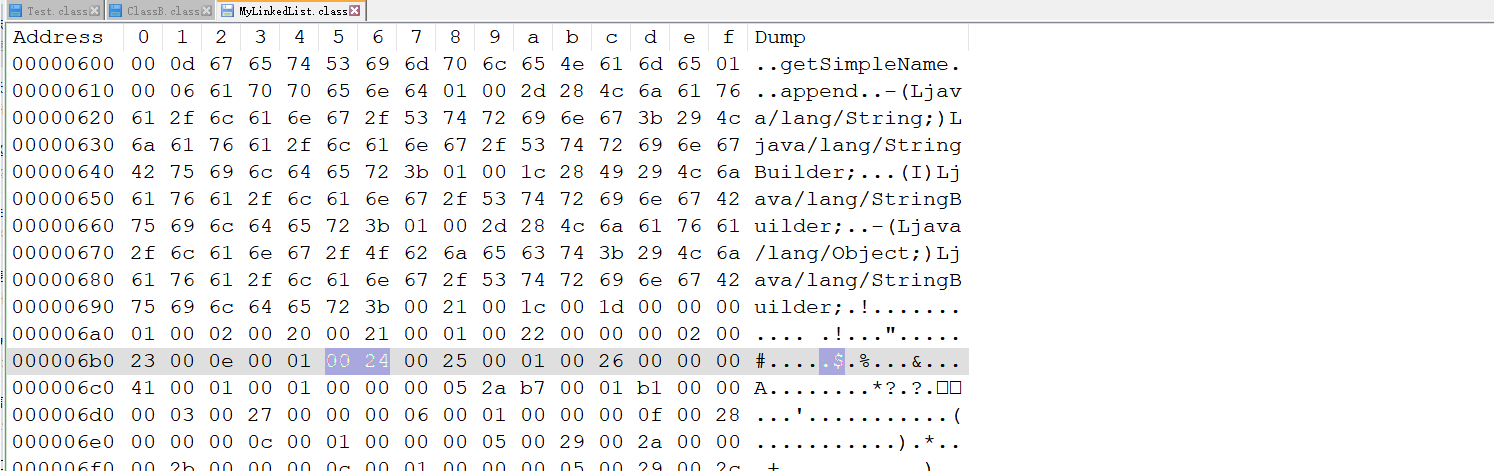 Test.class ClassB.class MyLinkedList.class
Address 0 1 2 3 4 5 6 7 8 9 a b c d e f Dump
00000600 00 0d 67 65 74 53 69 6d 70 6c 65 4e 61 6d 65 01 ..getSimpleName.
00000610 00 06 61 70 70 65 6e 64 01 00 2d 28 4c 6a 61 76 ..append..-(Ljav
00000620 61 2f 6c 61 6e 67 2f 53 74 72 69 6e 67 3b 29 4c a/lang/String;)L
00000630 6a 61 76 61 2f 6c 61 6e 67 2f 53 74 72 69 6e 67 java/lang/String
00000640 42 75 69 6c 64 65 72 3b 01 00 1c 28 49 29 4c 6a Builder;...(I)Lj
00000650 61 76 61 2f 6c 61 6e 67 2f 53 74 72 69 6e 67 42 ava/lang/StringB
00000660 75 69 6c 64 65 72 3b 01 00 2d 28 4c 6a 61 76 61 uilder;..-(Ljava
00000670 2f 6c 61 6e 67 2f 4f 62 6a 65 63 74 3b 29 4c 6a /lang/Object;)Lj
00000680 61 76 61 2f 6c 61 6e 67 2f 53 74 72 69 6e 67 42 ava/lang/StringB
00000690 75 69 6c 64 65 72 3b 00 21 00 1c 00 1d 00 00 00 uilder;.!.......
000006a0 01 00 02 00 20 00 21 00 01 00 22 00 00 00 02 00 .... .!...".....
000006b0 23 00 0e 00 01 00 24 00 25 00 01 00 26 00 00 00 #.....$.%...&...
000006c0 41 00 01 00 01 00 00 00 05 2a b7 00 01 b1 00 00 A........*?.?.□□
000006d0 00 03 00 27 00 00 00 06 00 01 00 00 00 0f 00 28 ...'...........(
000006e0 00 00 00 0c 00 01 00 00 00 05 00 29 00 2a 00 00 ...........).*..
000006f0 00 2b 00 00 00 0c 00 01 00 00 00 05 00 29 00 2c .+...........).,